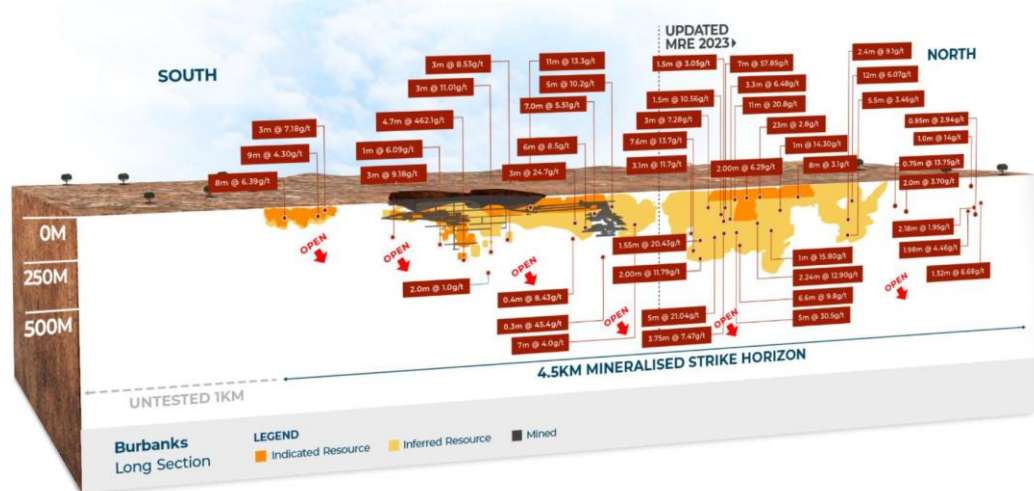 UPDATED
MRE 2023
SOUTH
NORTH
3m @ 8.53g/t
11m @ 13.3g/t
1.5m @ 3.05g/t
7m @ 57.85g/t
2.4m @ 9.1g/t
3m @ 11.01g/t
5m @ 10.2g/t
3.3m @ 6.48g/t
12m @ 6.07g/t
7.0m @ 5.51g/t
1.5m @ 10.56g/t
11m @ 20.8g/t
5.5m @ 3.46g/t
3m @ 7.18g/t
4.7m @ 462.1g/t
3m @ 7.28g/t
23m @ 2.8g/t
0.95m @ 2.94g/t
9m @ 4.30g/t
1m @ 6.09g/t
6m @ 8.5g/t
7.6m @ 13.7g/t
1m @ 14.30g/t
1.0m @ 14g/t
8m @ 6.39g/t
3m @ 9.18g/t
3m @ 24.7g/t
3.1m @ 11.7g/t
2.00m @ 6.29g/t
8m @ 3.1g/t
0.75m @ 13.75g/t
2.0m @ 3.70g/t
0M
250M
500M
OPEN
OPEN
OPEN
OPEN
OPEN
OPEN
1.55m @ 20.43g/t
2.18m @ 1.95g/t
2.00m @ 11.79g/t
1m @ 15.80g/t
1.98m @ 4.46g/t
2.0m @ 1.0g/t
2.24m @ 12.90g/t
1.32m @ 6.68g/t
0.4m @ 8.43g/t
6.6m @ 9.8g/t
0.3m @ 45.4g/t
5m @ 21.04g/t
5m @ 30.5g/t
7m @ 4.0g/t
3.75m @ 7.47g/t
4.5KM MINERALISED STRIKE HORIZON
UNTESTED 1KM
Burbanks
Long Section
LEGEND
Indicated Resource
Inferred Resource
Mined